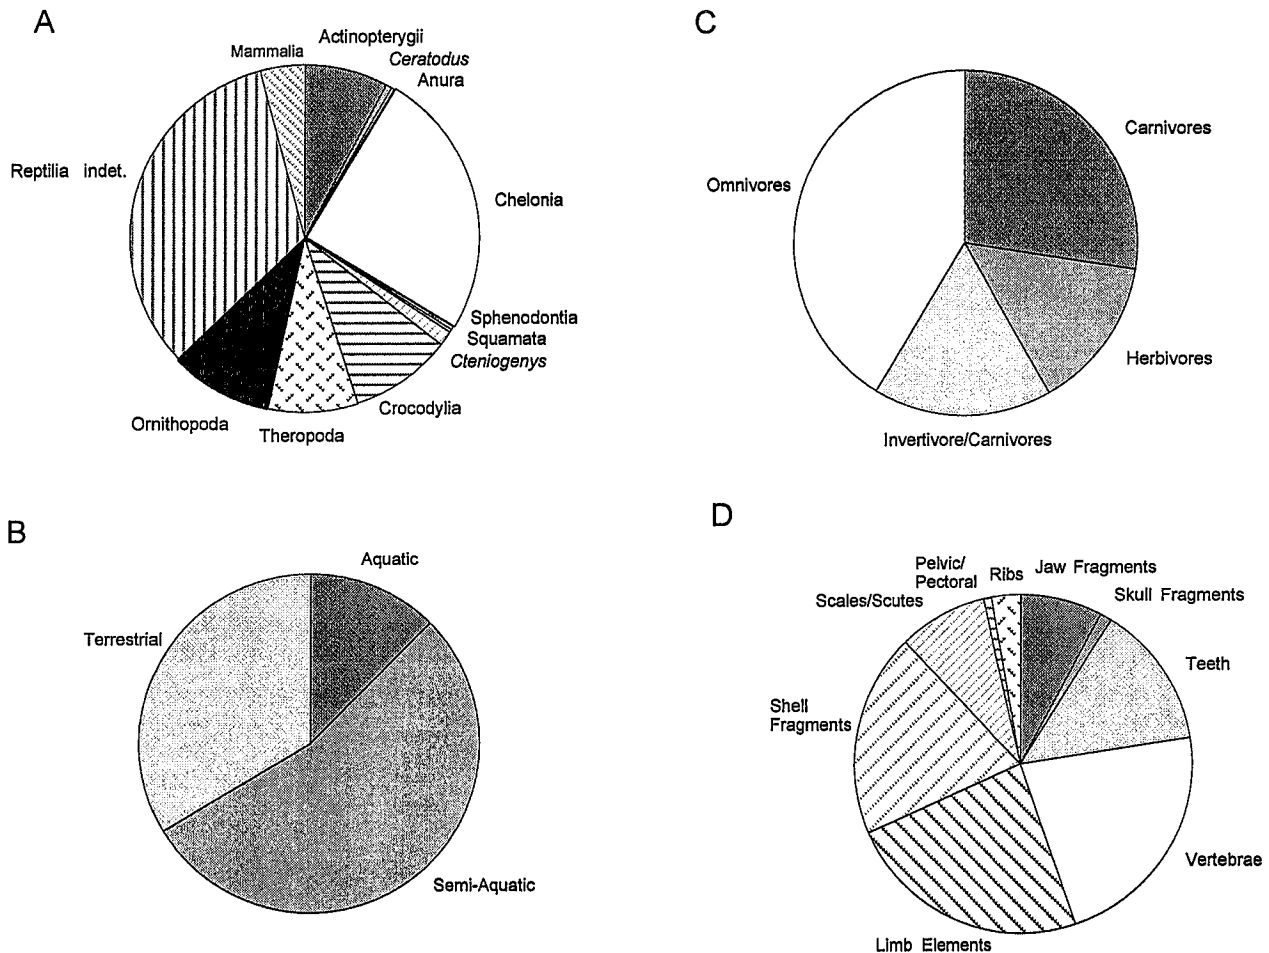 A
Mammalia
Actinopterygii
Ceratodus
Anura
Reptilia indet.
Chelonia
Sphenodontia
Squamata
Cteniogenys
Crocodylia
Ornithopoda
Theropoda
C
Carnivores
Omnivores
Herbivores
Invertivore/Carnivores
B
Aquatic
Terrestrial
Semi-Aquatic
D
Pelvic/
Pectoral
Ribs
Jaw Fragments
Skull Fragments
Scales/Scutes
Teeth
Shell
Fragments
Vertebrae
Limb Elements